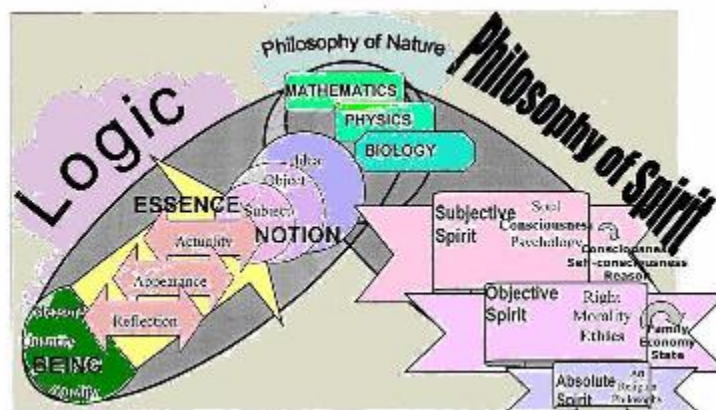 Philosophy of Nature
Philosophy of Spirit
Logic
MATHEMATICS
PHYSICS
BIOLOGY
Idea
Object
Subject
ESSENCE
NOTION
Actuality
Appearance
Reflection
Measure
Quantity
BEING
Quality
Subjective
Spirit
Soul
Consciousness
Psychology
Consciousness
Self-consciousness
Reason
Objective
Spirit
Right
Morality
Ethics
Family
Economy
State
Absolute
Spirit
Art
Religion
Philosophy